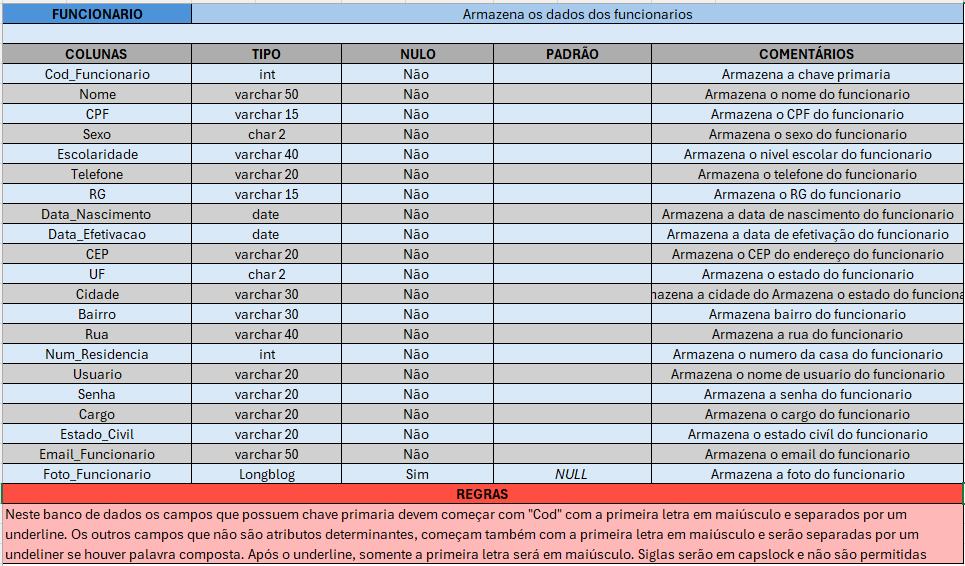 FUNCIONARIO Armazena os dados dos funcionarios
COLUNAS TIPO NULO PADRÃO COMENTÁRIOS
Cod_Funcionario int Não Armazena a chave primaria
Nome varchar 50 Não Armazena o nome do funcionario
CPF varchar 15 Não Armazena o CPF do funcionario
Sexo char 2 Não Armazena o sexo do funcionario
Escolaridade varchar 40 Não Armazena o nivel escolar do funcionario
Telefone varchar 20 Não Armazena o telefone do funcionario
RG varchar 15 Não Armazena o RG do funcionario
Data_Nascimento date Não Armazena a data de nascimento do funcionario
Data_Efetivacao date Não Armazena a data de efetivação do funcionario
CEP varchar 20 Não Armazena o CEP do endereço do funcionario
UF char 2 Não Armazena o estado do funcionario
Cidade varchar 30 Não nazena a cidade do Armazena o estado do funciona
Bairro varchar 30 Não Armazena bairro do funcionario
Rua varchar 40 Não Armazena a rua do funcionario
Num_Residencia int Não Armazena o numero da casa do funcionario
Usuario varchar 20 Não Armazena o nome de usuario do funcionario
Senha varchar 20 Não Armazena a senha do funcionario
Cargo varchar 20 Não Armazena o cargo do funcionario
Estado_Civil varchar 20 Não Armazena o estado civíl do funcionario
Email_Funcionario varchar 50 Não Armazena o email do funcionario
Foto_Funcionario Longblog Sim NULL Armazena a foto do funcionario
REGRAS
Neste banco de dados os campos que possuem chave primaria devem começar com "Cod" com a primeira letra em maiúsculo e separados por um
underline. Os outros campos que não são atributos determinantes, começam também com a primeira letra em maiúsculo e serão separadas por um
undeliner se houver palavra composta. Após o underline, somente a primeira letra será em maiúsculo. Siglas serão em capslock e não são permitidas